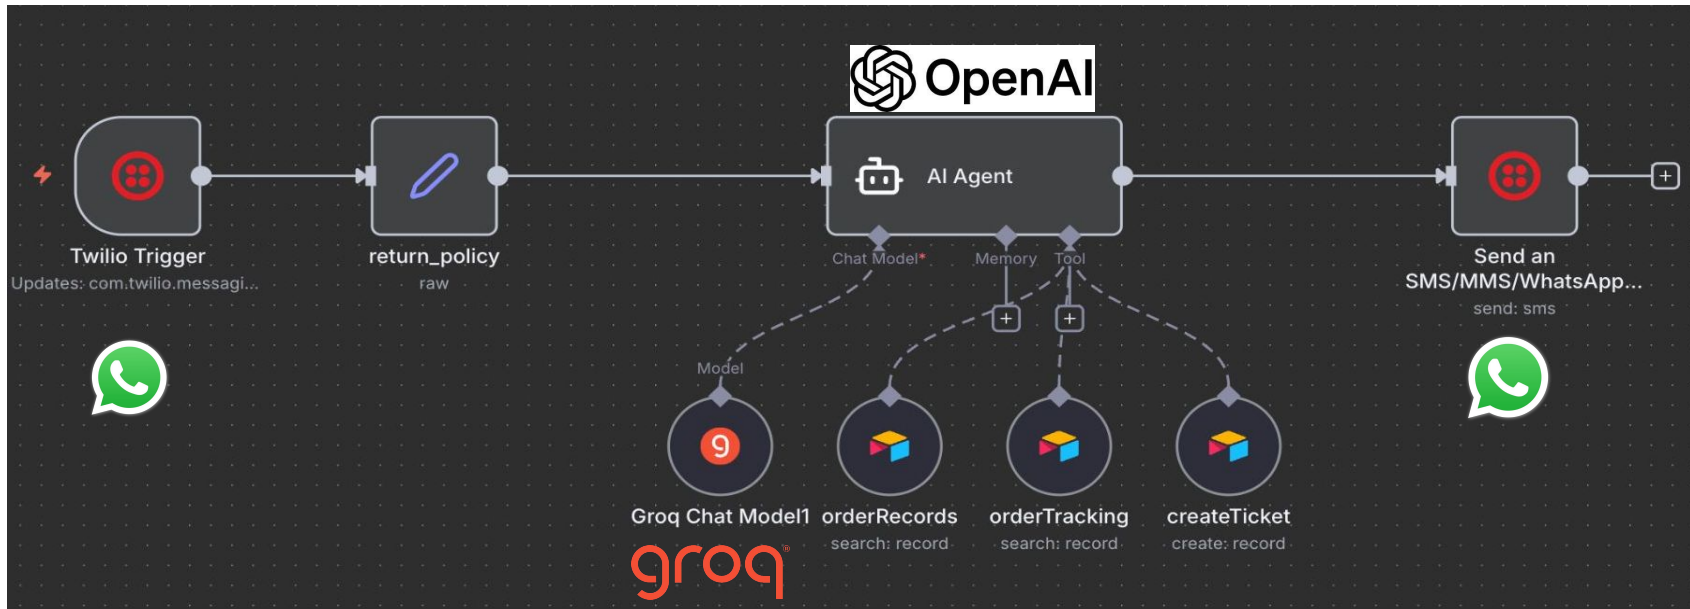 OpenAI
AI Agent
Twilio Trigger
Updates: com.twilio.messagi...
return_policy
raw
Chat Model*
Memory
Tool
Send an
SMS/MMS/WhatsApp...
send: sms
+
+
+
Model
g
Groq Chat Model1
orderRecords
search: record
orderTracking
search: record
createTicket
create: record
groq